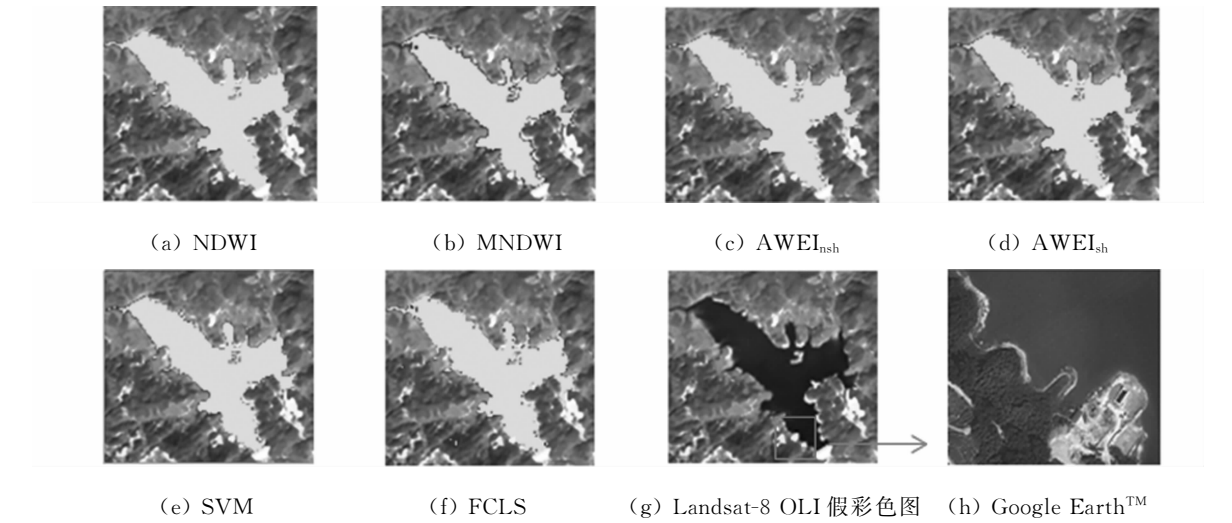 (a) NDWI
(b) MNDWI
(c) AWEInsh
(d) AWEIsh
(e) SVM
(f) FCLS
(g) Landsat-8 OLI 假彩色图
(h) Google Earth™